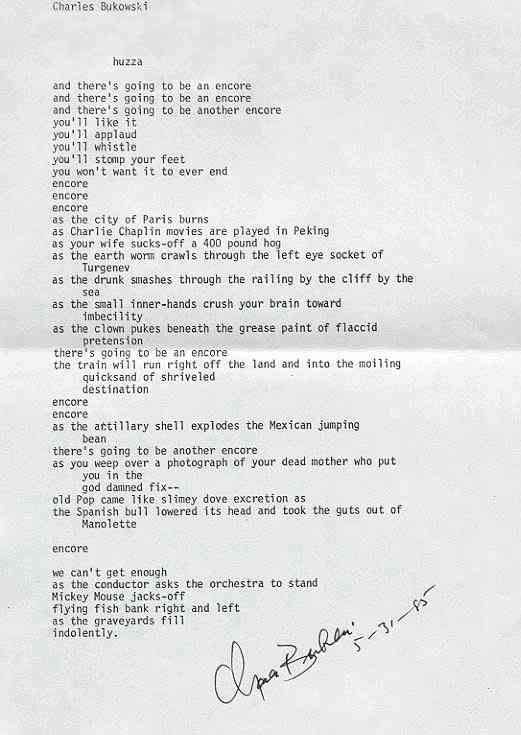 Charles Bukowski
huzza
and there's going to be an encore
and there's going to be an encore
and there's going to be another encore
you'll like it
you'll applaud
you'll whistle
you'll stomp your feet
you won't want it to ever end
encore
encore
encore
as the city of Paris burns
as Charlie Chaplin movies are played in Peking
as your wife sucks-off a 400 pound hog
as the earth worm crawls through the left eye socket of
Turgenev
as the drunk smashes through the railing by the cliff by the
sea
as the small inner-hands crush your brain toward
imbecility
as the clown pukes beneath the grease paint of flaccid
pretension
there's going to be an encore
the train will run right off the land and into the moiling
quicksand of shriveled
destination
encore
encore
as the attillary shell explodes the Mexican jumping
bean
there's going to be another encore
as you weep over a photograph of your dead mother who put
you in the
god damned fix--
old Pop came like slimey dove excretion as
the Spanish bull lowered its head and took the guts out of
Manolette
encore
we can't get enough
as the conductor asks the orchestra to stand
Mickey Mouse jacks-off
flying fish bank right and left
as the graveyards fill
indolently.
5-31-85